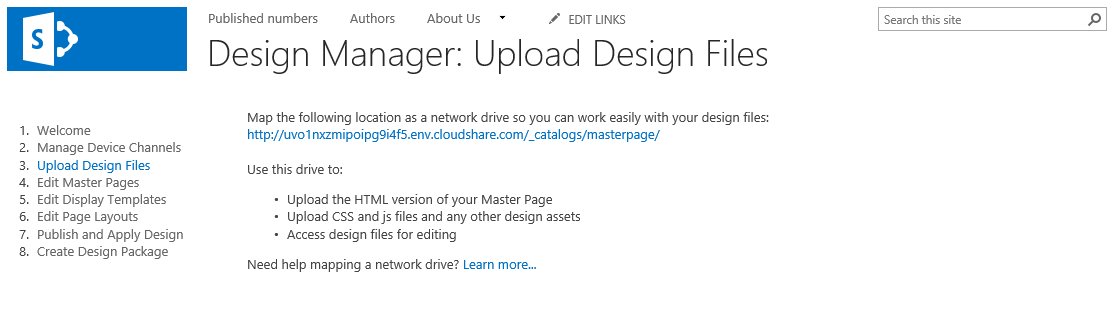 Published numbers Authors About Us EDIT LINKS
Search this site
S
Design Manager: Upload Design Files
Map the following location as a network drive so you can work easily with your design files:
http://uvo1nxzmipoipg9i4f5.env.cloudshare.com/_catalogs/masterpage/
1. Welcome
2. Manage Device Channels
3. Upload Design Files
4. Edit Master Pages
5. Edit Display Templates
6. Edit Page Layouts
7. Publish and Apply Design
8. Create Design Package
Use this drive to:
• Upload the HTML version of your Master Page
• Upload CSS and js files and any other design assets
• Access design files for editing
Need help mapping a network drive? Learn more...